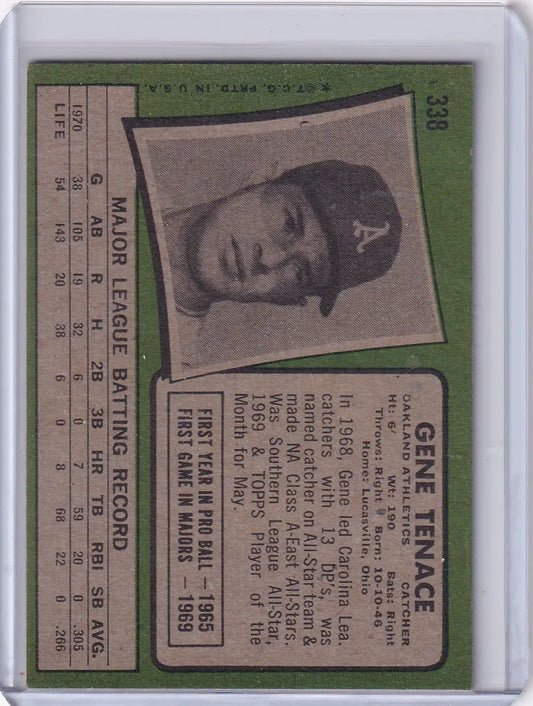 338
GENE TENACE
OAKLAND ATHLETICS CATCHER
Ht: 6' Wt: 190 Bats: Right
Throws: Right Born: 10-10-46
Home: Lucasville, Ohio
In 1968, Gene led Carolina Lea.
catchers with 13 DP's, was
named catcher on All-Star team &
made NA Class A-East All-Stars.
Was Southern League All-Star,
1969 & TOPPS Player of the
Month for May.
FIRST YEAR IN PRO BALL — 1965
FIRST GAME IN MAJORS — 1969
A
MAJOR LEAGUE BATTING RECORD
G AB R H 2B 3B HR TB RBI SB AVG.
1970 38 105 19 32 6 0 7 59 20 0 .305
LIFE 54 143 20 38 6 0 8 68 22 0 .266
* ©T.C.G. PRTD. IN U.S.A.